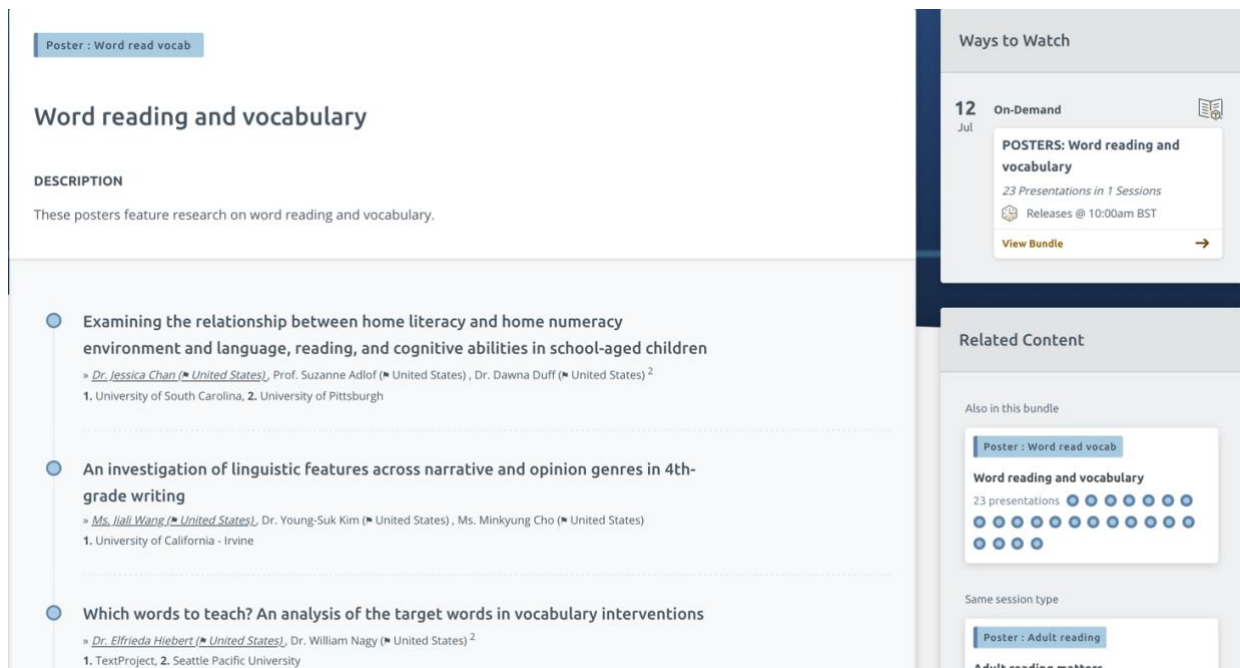 Poster : Word read vocab
Word reading and vocabulary
DESCRIPTION
These posters feature research on word reading and vocabulary.
Examining the relationship between home literacy and home numeracy
environment and language, reading, and cognitive abilities in school-aged children
» Dr. Jessica Chan (⚑ United States) , Prof. Suzanne Adlof (⚑ United States) , Dr. Dawna Duff (⚑ United States) 2
1. University of South Carolina, 2. University of Pittsburgh
An investigation of linguistic features across narrative and opinion genres in 4th-
grade writing
» Ms. Jiali Wang (⚑ United States) , Dr. Young-Suk Kim (⚑ United States) , Ms. Minkyung Cho (⚑ United States)
1. University of California - Irvine
Which words to teach? An analysis of the target words in vocabulary interventions
» Dr. Elfrieda Hiebert (⚑ United States) , Dr. William Nagy (⚑ United States) 2
1. TextProject, 2. Seattle Pacific University
Ways to Watch
12
Jul
On-Demand
POSTERS: Word reading and
vocabulary
23 Presentations in 1 Sessions
Releases @ 10:00am BST
View Bundle →
Related Content
Also in this bundle
Poster : Word read vocab
Word reading and vocabulary
23 presentations
Same session type
Poster : Adult reading
Adult reading matters